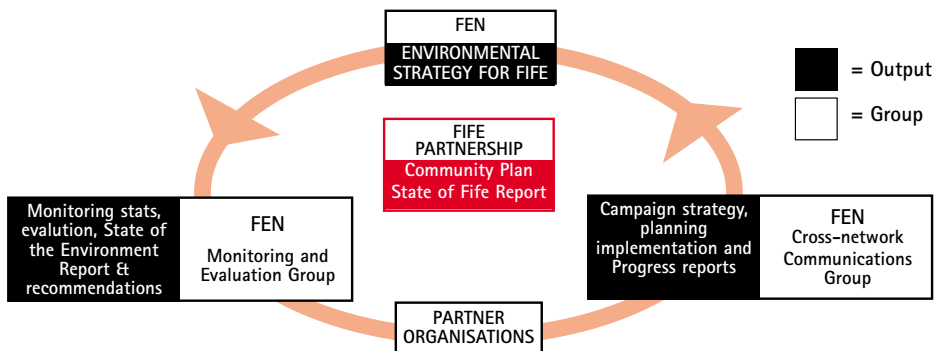 FEN
ENVIRONMENTAL
STRATEGY FOR FIFE
= Output
= Group
FIFE
PARTNERSHIP
Community Plan
State of Fife Report
Monitoring stats,
evalution, State of
the Environment
Report &
recommendations
FEN
Monitoring and
Evaluation Group
Campaign strategy,
planning
implementation and
Progress reports
FEN
Cross-network
Communications
Group
PARTNER
ORGANISATIONS